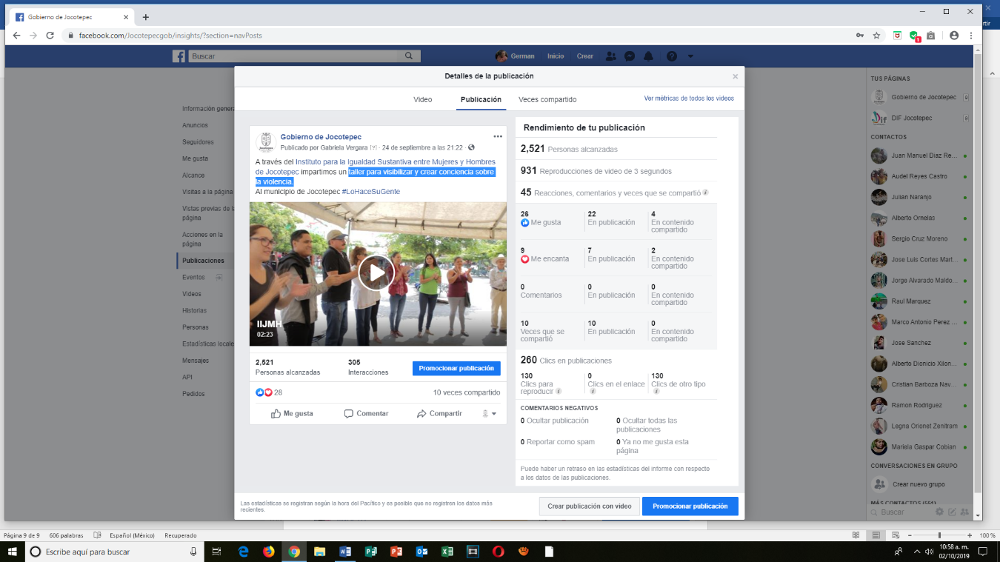 Gobierno de Jocotepec
facebook.com/Jocotepecgob/insights/?section=navPosts
Buscar
German Inicio Crear
Detalles de la publicación
Video Publicación Veces compartido
Ver métricas de todos los videos
Información genera
Anuncios
Seguidores
Me gusta
Alcance
Visitas a la página
Vistas previas de la
página
Acciones en la
página
Publicaciones
Eventos
Videos
Historias
Personas
Estadísticas locale
Mensajes
API
Pedidos
Gobierno de Jocotepec
Publicado por Gabriela Vergara [?] · 24 de septiembre a las 21:22 ·
A través del Instituto para la Igualdad Sustantiva entre Mujeres y Hombres
de Jocotepec impartimos un taller para visibilizar y crear conciencia sobre
la violencia.
Al municipio de Jocotepec #LoHaceSuGente
IIJMH
02:23
2,521
Personas alcanzadas
305
Interacciones
Promocionar publicación
28
10 veces compartido
Me gusta Comentar Compartir
Rendimiento de tu publicación
2,521 Personas alcanzadas
931 Reproducciones de video de 3 segundos
45 Reacciones, comentarios y veces que se compartió
26
Me gusta
22
En publicación
4
En contenido
compartido
9
Me encanta
7
En publicación
2
En contenido
compartido
0
Comentarios
0
En publicación
0
En contenido
compartido
10
Veces que se
compartió
10
En publicación
0
En contenido
compartido
260 Clics en publicaciones
130
Clics para
reproducir
0
Clics en el enlace
130
Clics de otro tipo
COMENTARIOS NEGATIVOS
0 Ocultar publicación
0 Ocultar todas las
publicaciones
0 Reportar como spam
0 Ya no me gusta esta
página
Puede haber un retraso en las estadísticas del informe con respecto
a los datos de las publicaciones.
Las estadísticas se registran según la hora del Pacífico y es posible que no registren los datos más
recientes.
Crear publicación con video
Promocionar publicación
TUS PÁGINAS
Gobierno de Jocotepec
DIF Jocotepec
CONTACTOS
Juan Manuel Diaz Re...
Audel Reyes Castro
Julian Naranjo
Alberto Ornelas
Sergio Cruz Moreno
Jose Luis Cortes Mart...
Jorge Alvarado Maldo...
Raul Marquez
Marco Antonio Perez ...
Jose Sanchez
Alberto Dionicio Xilon...
Cristian Barboza Nav...
Ramon Rodriguez
Legna Orionet Zenitram
Mariela Gaspar Cobian
CONVERSACIONES EN GRUPO
Crear nuevo grupo
MÁS CONTACTOS (551)
Buscar
Página 9 de 9 606 palabras Español (México) Recuperado
100 %
Escribe aquí para buscar
10:58 a. m.
02/10/2019